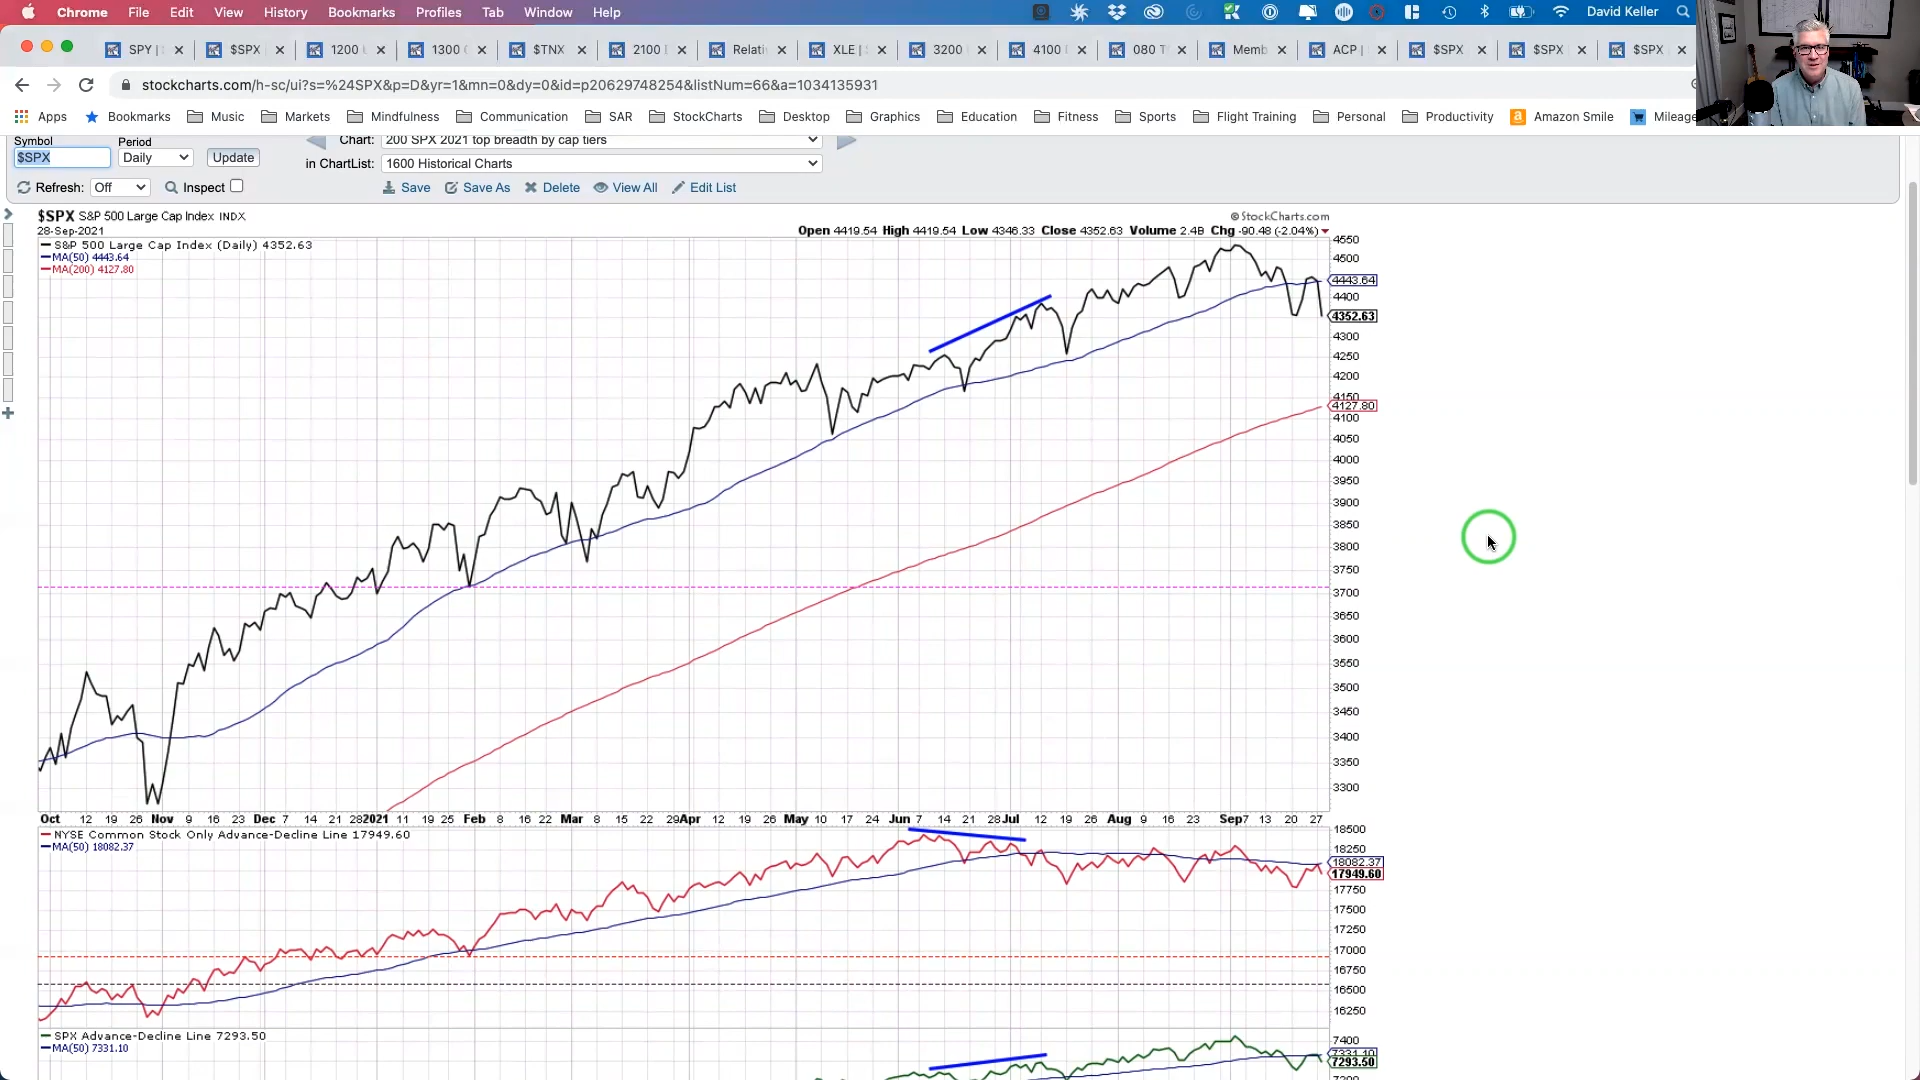 Chrome File Edit View History Bookmarks Profiles Tab Window Help David Keller
SPY | $SPX 1200 1300 $TNX 2100 Relati XLE | 3200 4100 080 T Memb ACP | $SPX $SPX $SPX
stockcharts.com/h-sc/ui?s=%24SPX&p=D&yr=1&mn=0&dy=0&id=p20629748254&listNum=66&a=1034135931
Apps Bookmarks Music Markets Mindfulness Communication SAR StockCharts Desktop Graphics Education Fitness Sports Flight Training Personal Productivity Amazon Smile Mileage
Symbol Period Chart: 200 SPX 2021 top breadth by cap tiers
$SPX Daily Update in ChartList: 1600 Historical Charts
Refresh: Off Inspect Save Save As Delete View All Edit List
$SPX S&P 500 Large Cap Index INDX ©StockCharts.com
28-Sep-2021 Open 4419.54 High 4419.54 Low 4346.33 Close 4352.63 Volume 2.4B Chg -90.48 (-2.04%)
S&P 500 Large Cap Index (Daily) 4352.63
MA(50) 4443.64
MA(200) 4127.80
4550
4500
4443.64
4400
4352.63
4300
4250
4200
4150
4127.80
4100
4050
4000
3950
3900
3850
3800
3750
3700
3650
3600
3550
3500
3450
3400
3350
3300
Oct 12 19 26 Nov 9 16 23 Dec 7 14 21 28 2021 11 19 25 Feb 8 16 22 Mar 8 15 22 29 Apr 12 19 26 May 10 17 24 Jun 7 14 21 28 Jul 12 19 26 Aug 9 16 23 Sep 7 13 20 27
NYSE Common Stock Only Advance-Decline Line 17949.60
MA(50) 18082.37
18500
18250
18082.37
17949.60
17750
17500
17250
17000
16750
16500
16250
SPX Advance-Decline Line 7293.50
MA(50) 7331.10
7400
7331.10
7293.50